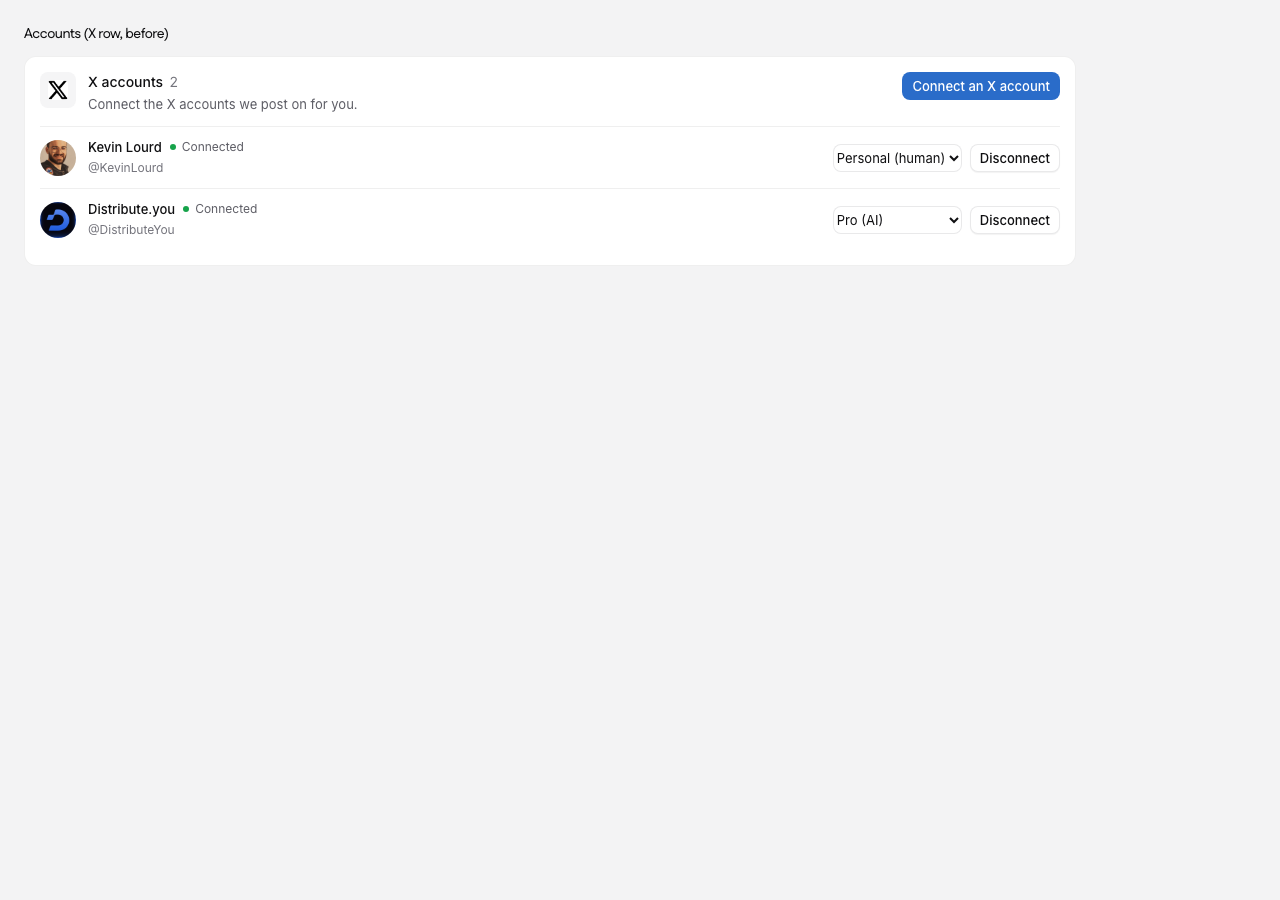 Accounts (X row, before)
X accounts 2
Connect the X accounts we post on for you.
Connect an X account
Kevin Lourd Connected
@KevinLourd
Personal (human)
Disconnect
Distribute.you Connected
@DistributeYou
Pro (AI)
Disconnect